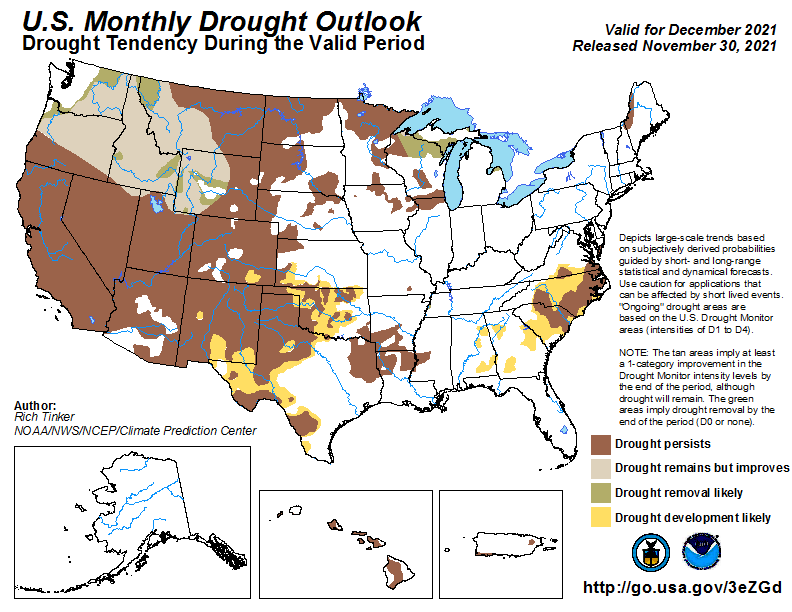 U.S. Monthly Drought Outlook
Drought Tendency During the Valid Period
Valid for December 2021
Released November 30, 2021
Depicts large-scale trends based
on subjectively derived probabilities
guided by short- and long-range
statistical and dynamical forecasts.
Use caution for applications that
can be affected by short lived events.
"Ongoing" drought areas are
based on the U.S. Drought Monitor
areas (intensities of D1 to D4).
NOTE: The tan areas imply at least
a 1-category improvement in the
Drought Monitor intensity levels by
the end of the period, although
drought will remain. The green
areas imply drought removal by the
end of the period (D0 or none).
Author:
Rich Tinker
NOAA/NWS/NCEP/Climate Prediction Center
Drought persists
Drought remains but improves
Drought removal likely
Drought development likely
http://go.usa.gov/3eZGd